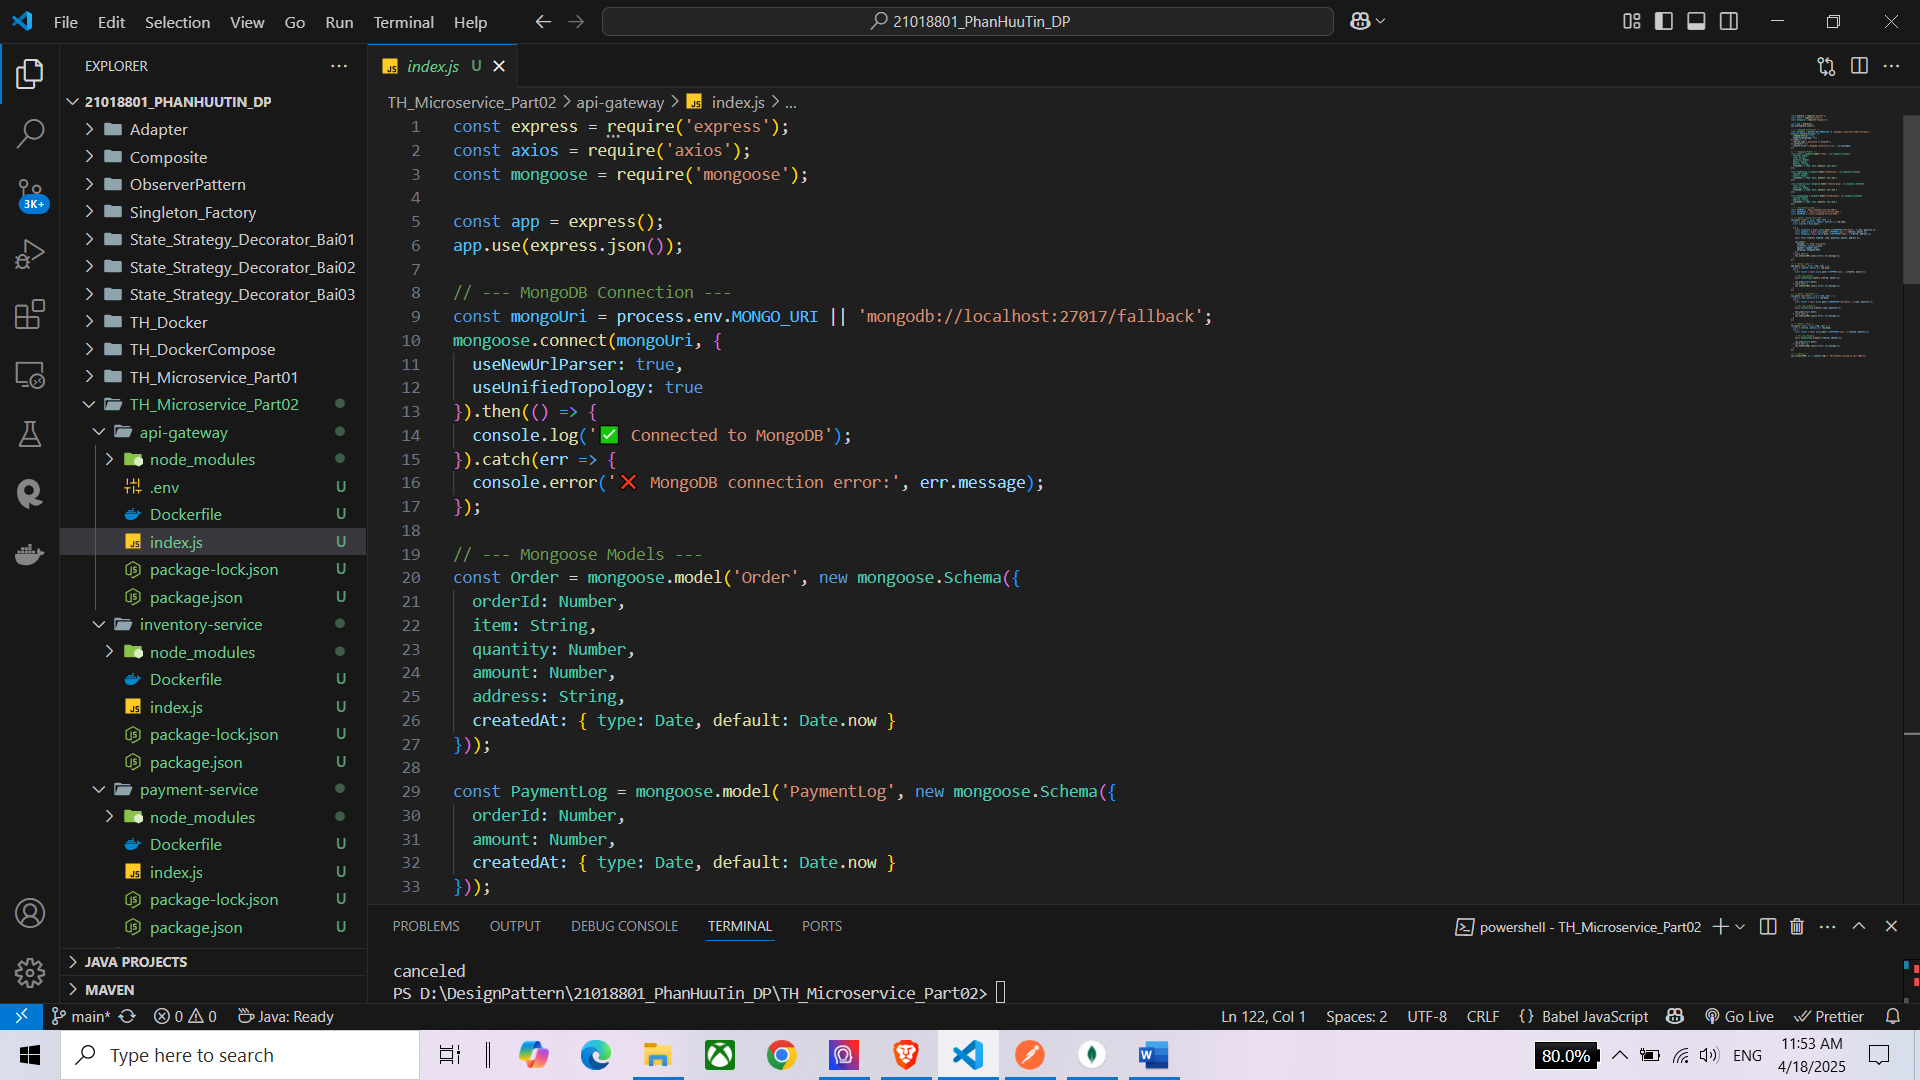 File Edit Selection View Go Run Terminal Help
21018801_PhanHuuTin_DP
EXPLORER
21018801_PHANHUUTIN_DP
Adapter
Composite
ObserverPattern
Singleton_Factory
State_Strategy_Decorator_Bai01
State_Strategy_Decorator_Bai02
State_Strategy_Decorator_Bai03
TH_Docker
TH_DockerCompose
TH_Microservice_Part01
TH_Microservice_Part02
api-gateway
node_modules
.env U
Dockerfile U
index.js U
package-lock.json U
package.json U
inventory-service
node_modules
Dockerfile U
index.js U
package-lock.json U
package.json U
payment-service
node_modules
Dockerfile U
index.js U
package-lock.json U
package.json U
JAVA PROJECTS
MAVEN
3K+
index.js U
TH_Microservice_Part02 > api-gateway > index.js > ...
1 const express = require('express');
2 const axios = require('axios');
3 const mongoose = require('mongoose');
4
5 const app = express();
6 app.use(express.json());
7
8 // --- MongoDB Connection ---
9 const mongoUri = process.env.MONGO_URI || 'mongodb://localhost:27017/fallback';
10 mongoose.connect(mongoUri, {
11 useNewUrlParser: true,
12 useUnifiedTopology: true
13 }).then(() => {
14 console.log('✅ Connected to MongoDB');
15 }).catch(err => {
16 console.error('❌ MongoDB connection error:', err.message);
17 });
18
19 // --- Mongoose Models ---
20 const Order = mongoose.model('Order', new mongoose.Schema({
21 orderId: Number,
22 item: String,
23 quantity: Number,
24 amount: Number,
25 address: String,
26 createdAt: { type: Date, default: Date.now }
27 }));
28
29 const PaymentLog = mongoose.model('PaymentLog', new mongoose.Schema({
30 orderId: Number,
31 amount: Number,
32 createdAt: { type: Date, default: Date.now }
33 }));
PROBLEMS OUTPUT DEBUG CONSOLE TERMINAL PORTS
powershell - TH_Microservice_Part02
canceled
PS D:\DesignPattern\21018801_PhanHuuTin_DP\TH_Microservice_Part02>
main* 0 0 Java: Ready
Ln 122, Col 1 Spaces: 2 UTF-8 CRLF {} Babel JavaScript Go Live Prettier
Type here to search
80.0%
ENG
11:53 AM
4/18/2025